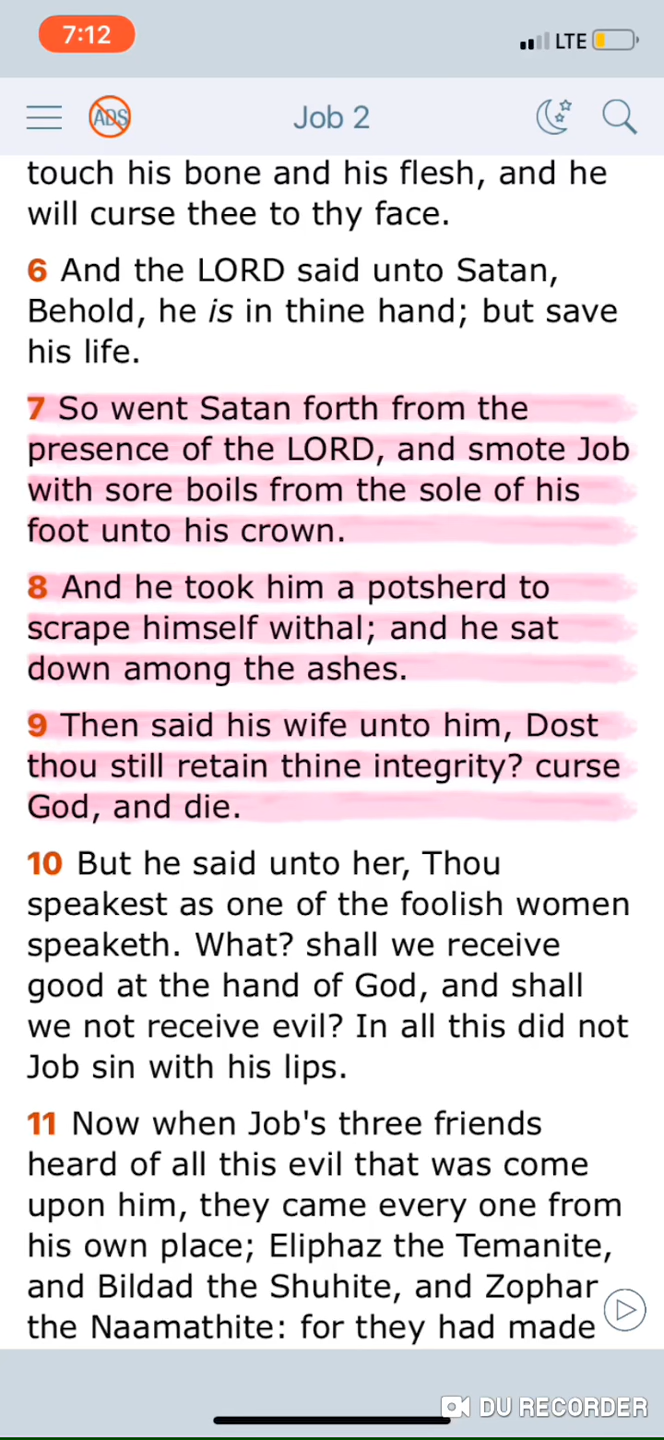 7:12
LTE
ADS
Job 2
touch his bone and his flesh, and he
will curse thee to thy face.
6 And the LORD said unto Satan,
Behold, he is in thine hand; but save
his life.
7 So went Satan forth from the
presence of the LORD, and smote Job
with sore boils from the sole of his
foot unto his crown.
8 And he took him a potsherd to
scrape himself withal; and he sat
down among the ashes.
9 Then said his wife unto him, Dost
thou still retain thine integrity? curse
God, and die.
10 But he said unto her, Thou
speakest as one of the foolish women
speaketh. What? shall we receive
good at the hand of God, and shall
we not receive evil? In all this did not
Job sin with his lips.
11 Now when Job's three friends
heard of all this evil that was come
upon him, they came every one from
his own place; Eliphaz the Temanite,
and Bildad the Shuhite, and Zophar
the Naamathite: for they had made
DU RECORDER